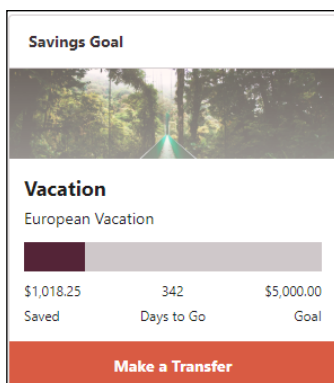 Savings Goal
Vacation
European Vacation
$1,018.25 342 $5,000.00
Saved Days to Go Goal
Make a Transfer